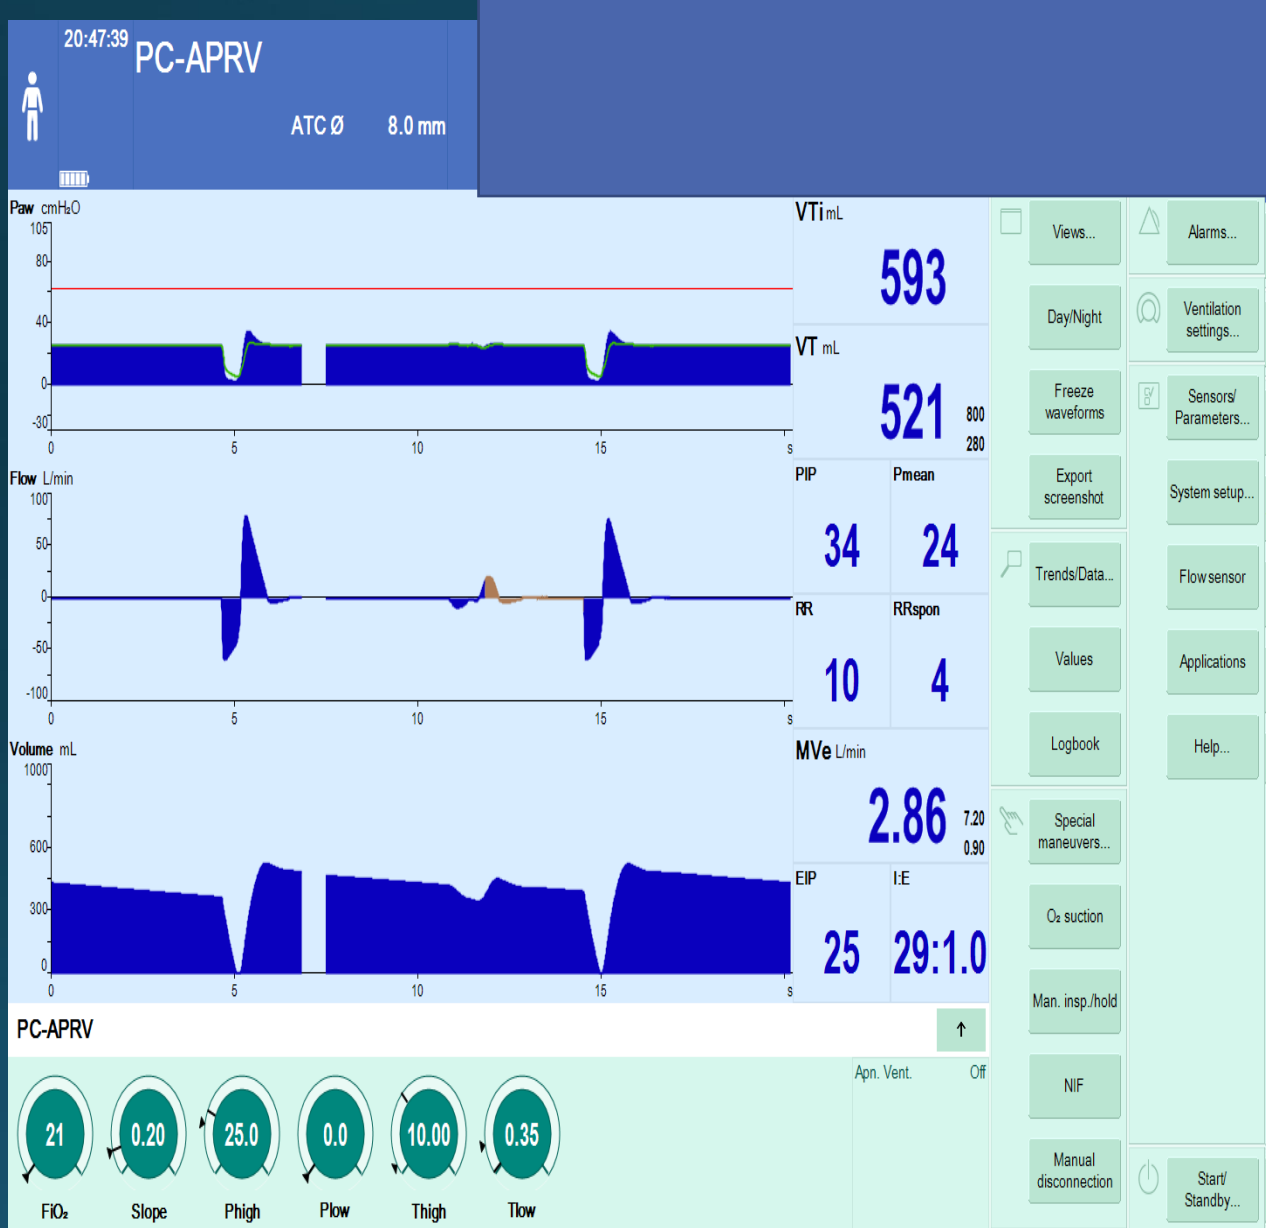 20:47:39
PC-APRV
ATC Ø 8.0 mm
Paw cmH₂O
105
80
40
0
-30
0 5 10 15 s
Flow L/min
100
50
0
-50
-100
0 5 10 15 s
Volume mL
1000
600
300
0
0 5 10 15 s
VTi mL
593
VT mL
521
800
280
PIP Pmean
34 24
RR RRspon
10 4
MVe L/min
2.86
7.20
0.90
EIP I:E
25 29:1.0
Views...
Day/Night
Freeze
waveforms
Export
screenshot
Trends/Data...
Values
Logbook
Special
maneuvers...
O₂ suction
Man. insp./hold
NIF
Manual
disconnection
Alarms...
Ventilation
settings...
Sensors/
Parameters...
System setup...
Flow sensor
Applications
Help...
Start/
Standby...
PC-APRV
↑
Apn. Vent. Off
21 0.20 25.0 0.0 10.00 0.35
FiO₂ Slope Phigh Plow Thigh Tlow